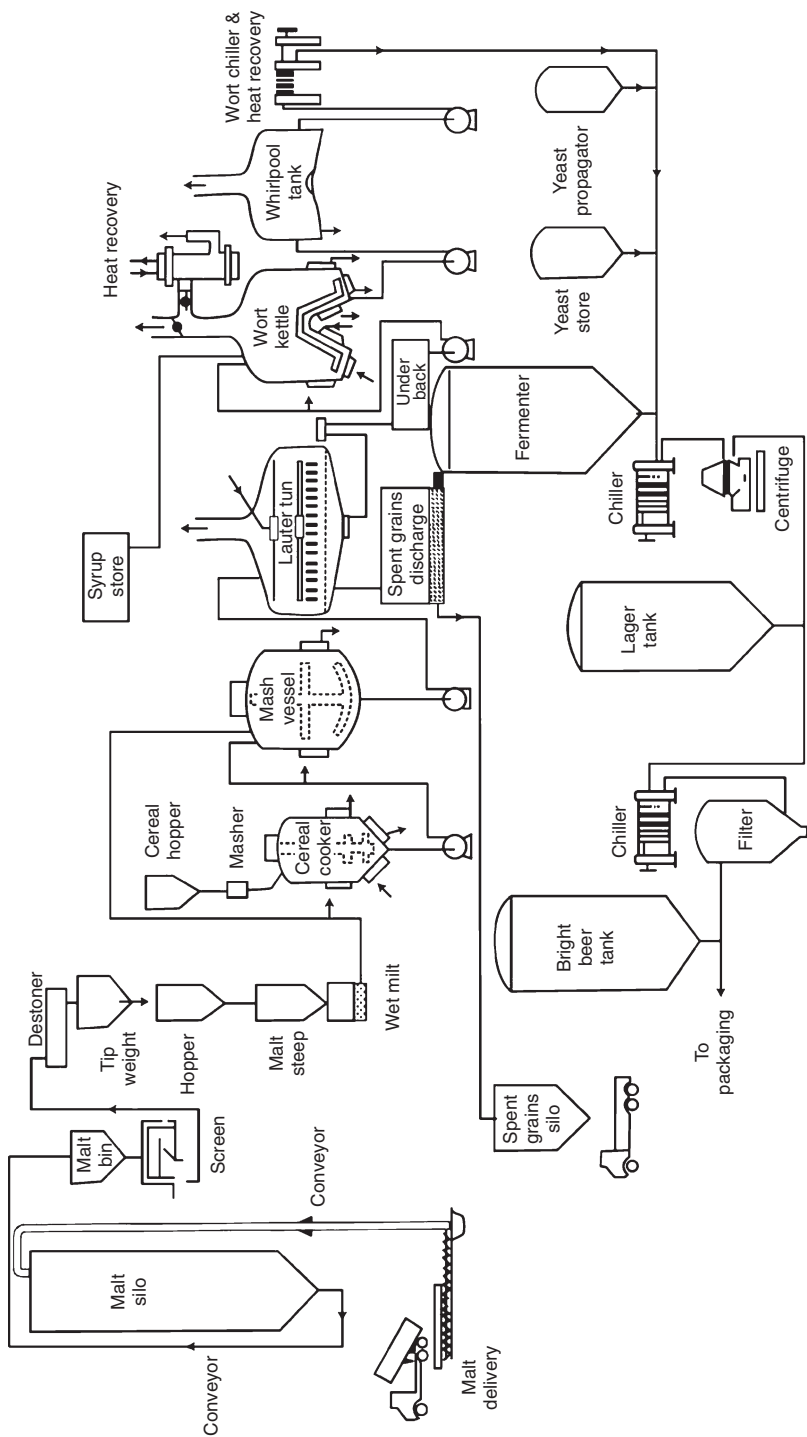 Conveyor
Malt
silo
Conveyor
Malt
delivery
Malt
bin
Screen
Destoner
Tip
weight
Hopper
Malt
steep
Wet milt
Cereal
hopper
Masher
Cereal
cooker
Mash
vessel
Syrup
store
Lauter tun
Spent grains
discharge
Under
back
Heat recovery
Wort
kettle
Whirlpool
tank
Wort chiller &
heat recovery
Spent
grains
silo
To
packaging
Bright
beer
tank
Filter
Chiller
Lager
tank
Centrifuge
Chiller
Fermenter
Yeast
store
Yeast
propagator